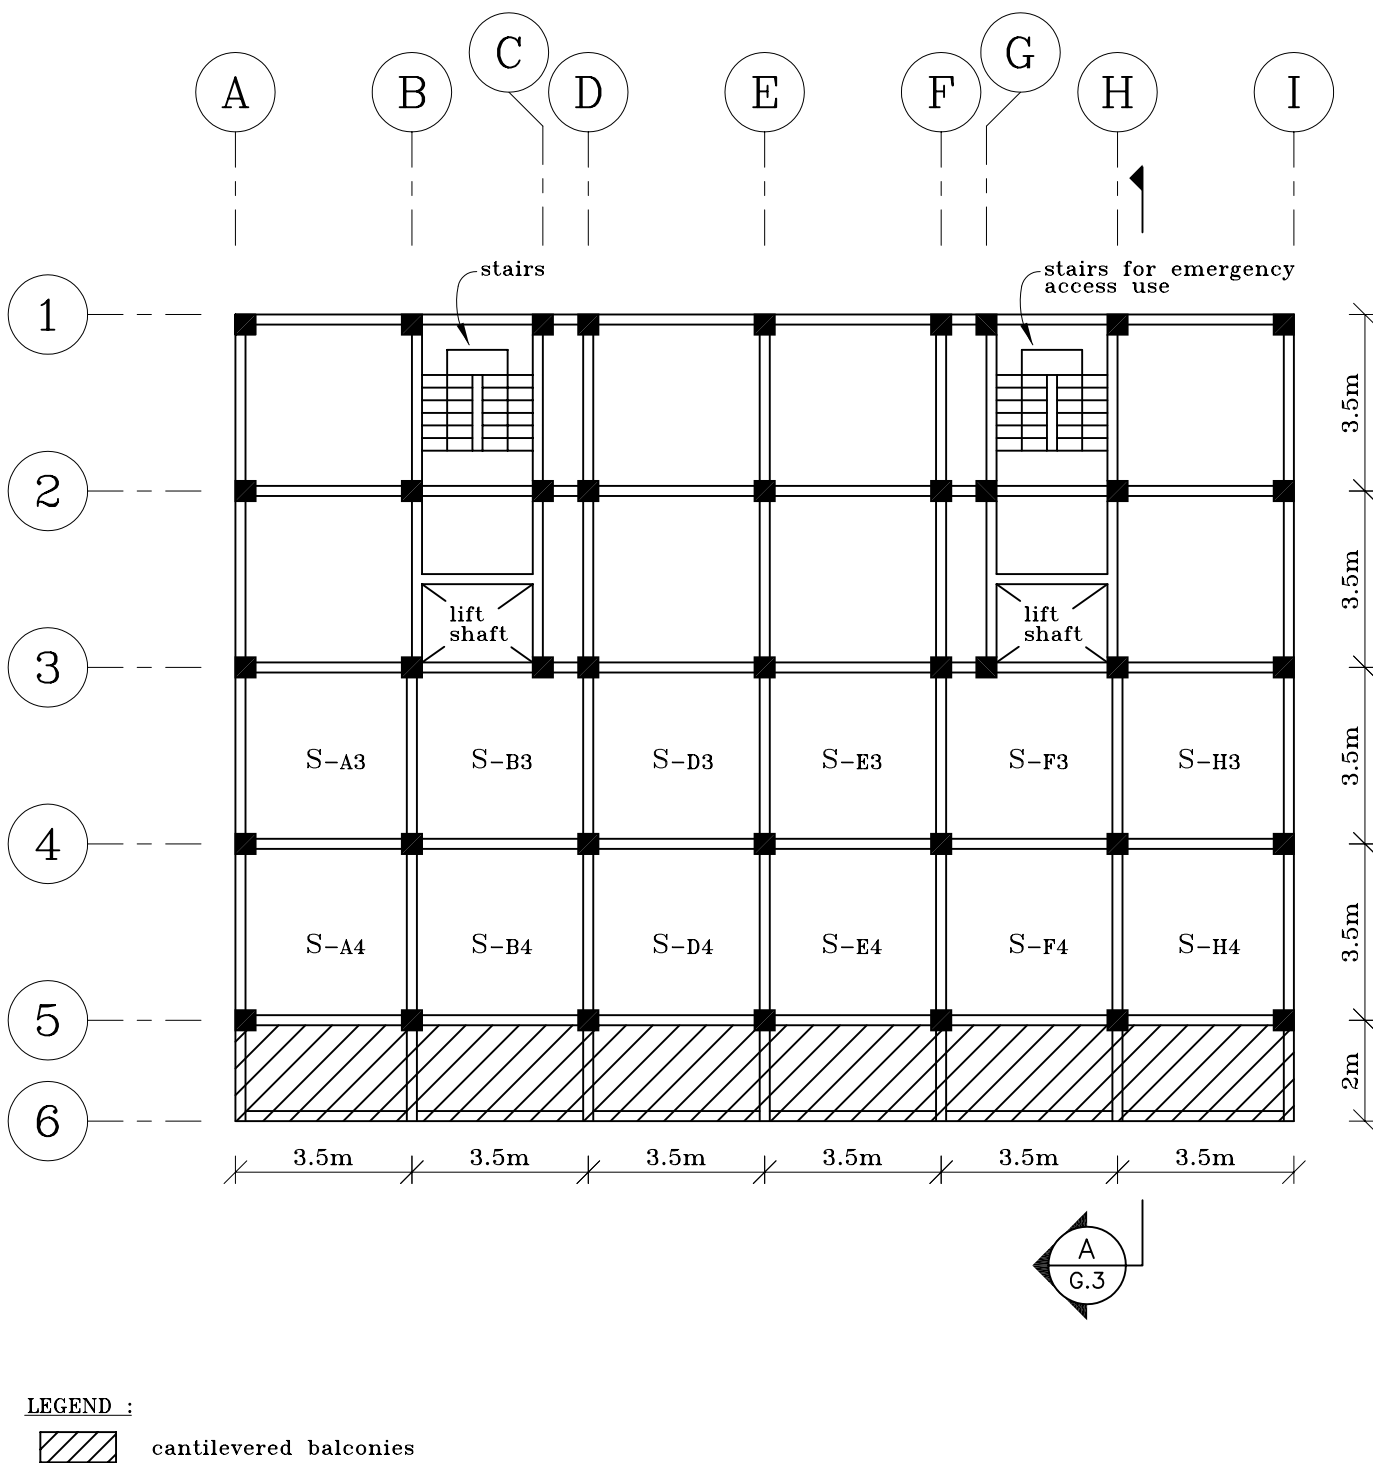 C
G
A
B
D
E
F
H
I
stairs
stairs for emergency
access use
1
3.5m
2
3.5m
lift
shaft
lift
shaft
3
S-A3
S-B3
S-D3
S-E3
S-F3
S-H3
3.5m
4
S-A4
S-B4
S-D4
S-E4
S-F4
S-H4
3.5m
5
2m
6
3.5m
3.5m
3.5m
3.5m
3.5m
3.5m
A
G.3
LEGEND :
cantilevered balconies